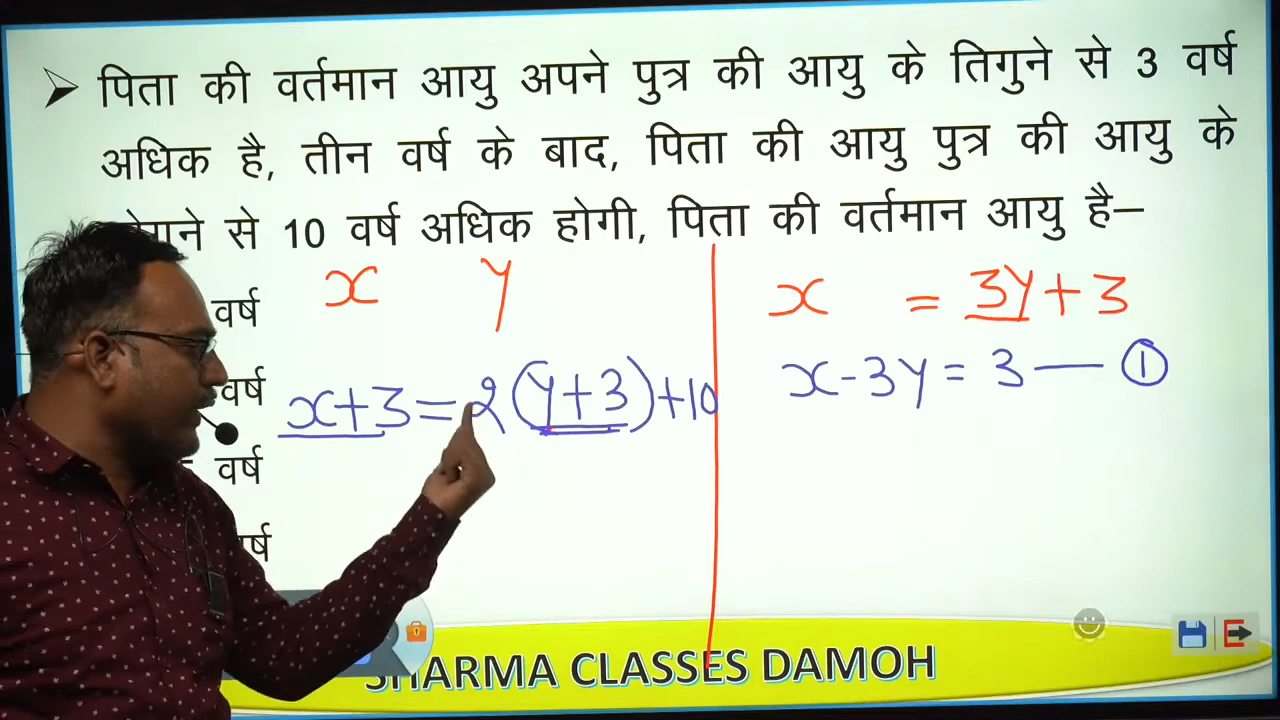 ➤ पिता की वर्तमान आयु अपने पुत्र की आयु के तिगुने से 3 वर्ष
अधिक है, तीन वर्ष के बाद, पिता की आयु पुत्र की आयु के
से 10 वर्ष अधिक होगी, पिता की वर्तमान आयु है–
वर्ष
x y
वर्ष
x+3=2(y+3)+10
वर्ष
x = 3y+3
x-3y=3 — ①
SHARMA CLASSES DAMOH